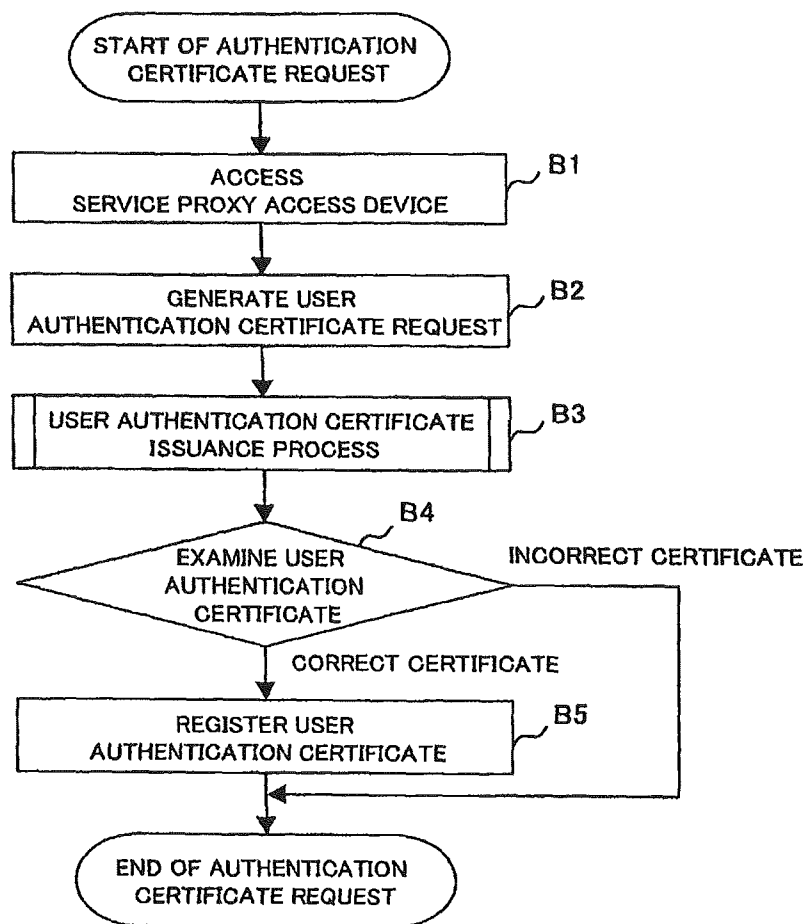 START OF AUTHENTICATION
CERTIFICATE REQUEST
B1
ACCESS
SERVICE PROXY ACCESS DEVICE
B2
GENERATE USER
AUTHENTICATION CERTIFICATE REQUEST
B3
USER AUTHENTICATION CERTIFICATE
ISSUANCE PROCESS
B4
EXAMINE USER
AUTHENTICATION
CERTIFICATE
INCORRECT CERTIFICATE
CORRECT CERTIFICATE
B5
REGISTER USER
AUTHENTICATION CERTIFICATE
END OF AUTHENTICATION
CERTIFICATE REQUEST